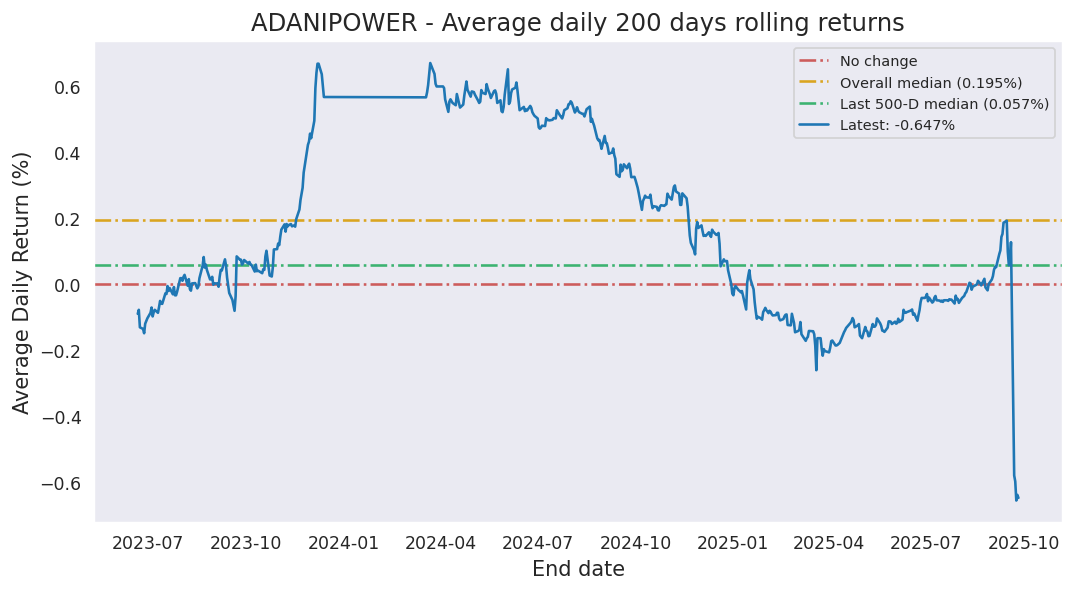 ADANIPOWER - Average daily 200 days rolling returns
No change
Overall median (0.195%)
Last 500-D median (0.057%)
Latest: -0.647%
Average Daily Return (%)
0.6
0.4
0.2
0.0
−0.2
−0.4
−0.6
2023-07 2023-10 2024-01 2024-04 2024-07 2024-10 2025-01 2025-04 2025-07 2025-10
End date